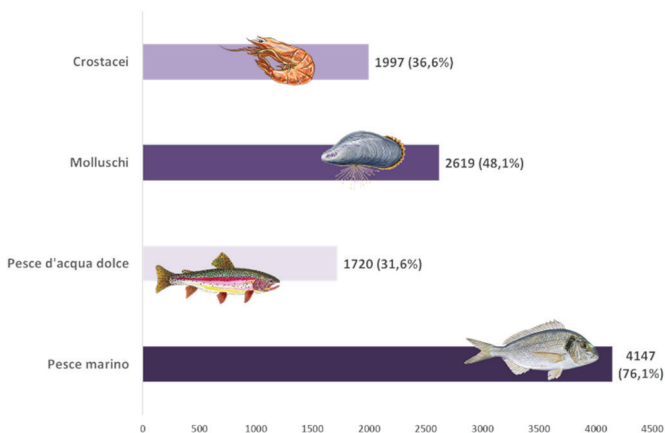 Crostacei
1997 (36,6%)
Molluschi
2619 (48,1%)
Pesce d'acqua dolce
1720 (31,6%)
Pesce marino
4147
(76,1%)
0 500 1000 1500 2000 2500 3000 3500 4000 4500